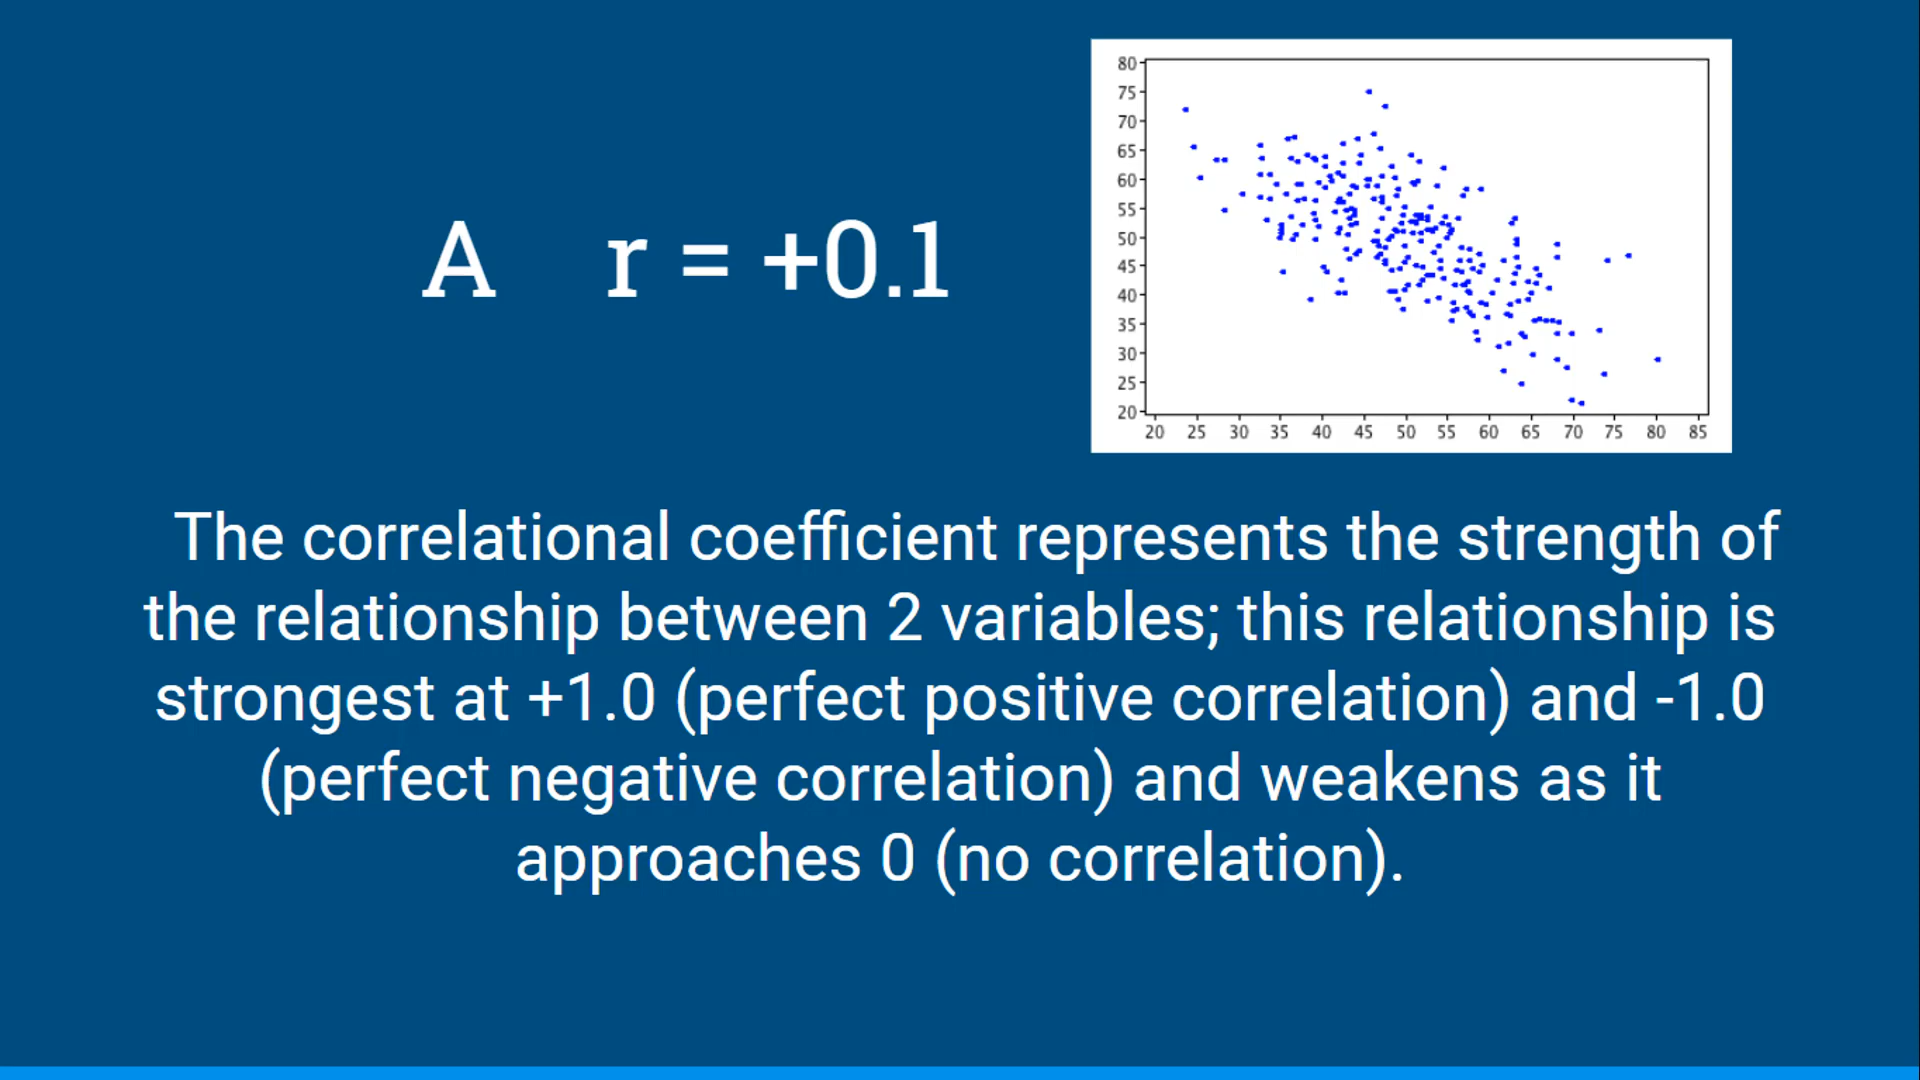 A r = +0.1
80
75
70
65
60
55
50
45
40
35
30
25
20
20 25 30 35 40 45 50 55 60 65 70 75 80 85
The correlational coefficient represents the strength of
the relationship between 2 variables; this relationship is
strongest at +1.0 (perfect positive correlation) and -1.0
(perfect negative correlation) and weakens as it
approaches 0 (no correlation).